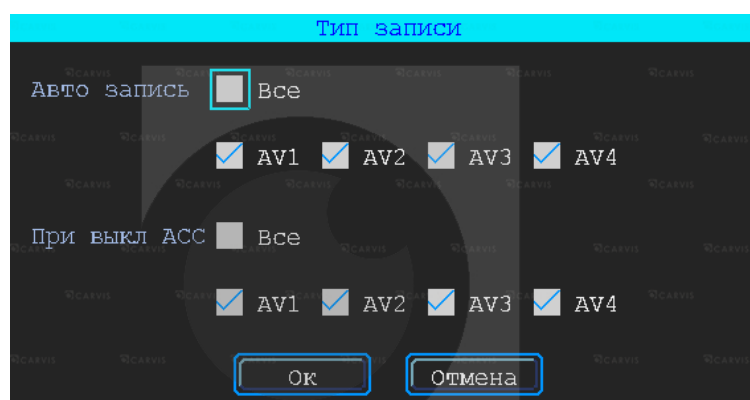 Тип записи
Авто запись Все
AV1 AV2 AV3 AV4
При выкл ACC Все
AV1 AV2 AV3 AV4
Ок Отмена
CARVIS